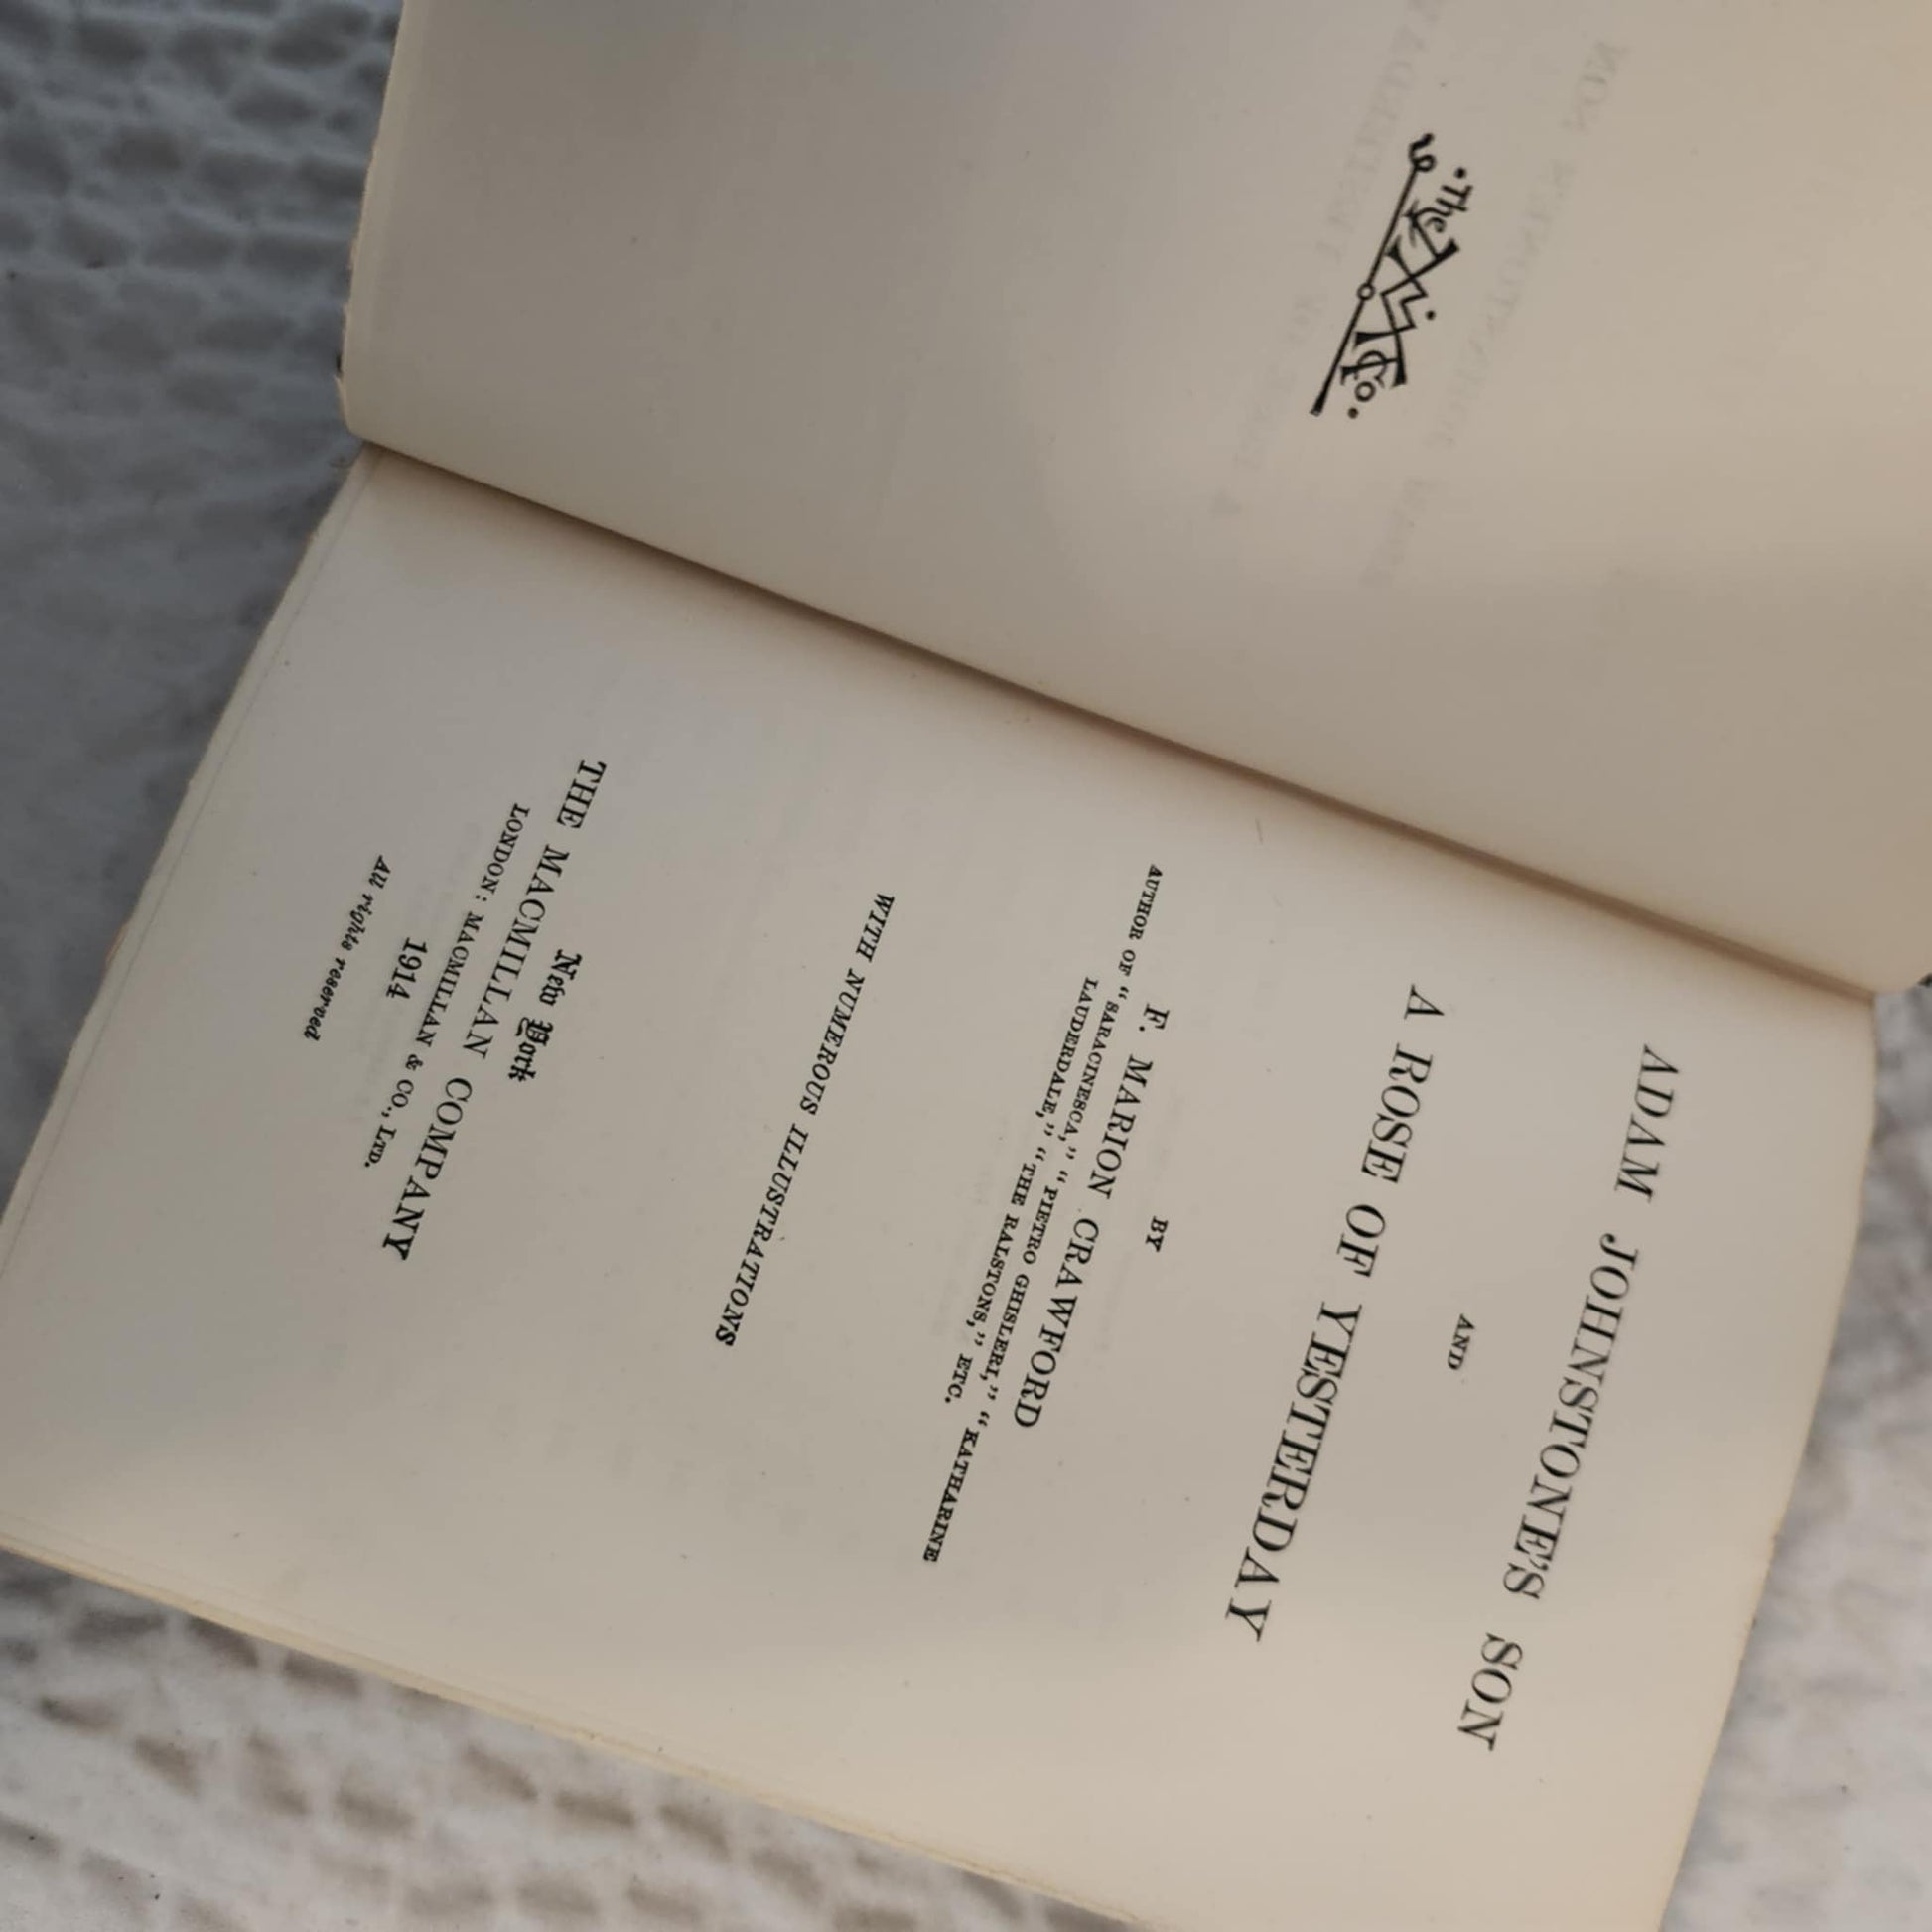 The MM Co.
ADAM JOHNSTONE'S SON
AND
A ROSE OF YESTERDAY
BY
F. MARION CRAWFORD
AUTHOR OF "SARACINESCA," "PIETRO GHISLERI," "KATHARINE
LAUDERDALE," "THE RALSTONS," ETC.
WITH NUMEROUS ILLUSTRATIONS
New York
THE MACMILLAN COMPANY
LONDON: MACMILLAN & CO., LTD.
1914
All rights reserved